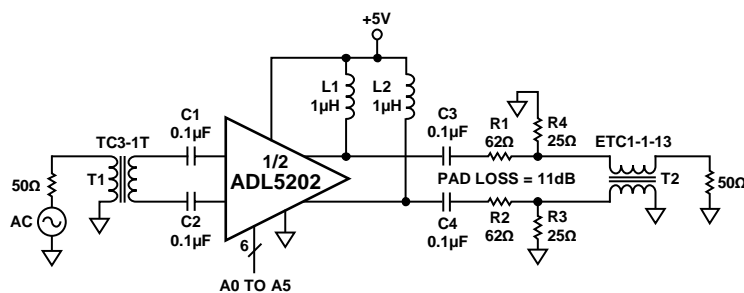 +5V
L1
1µH
L2
1µH
C1
0.1µF
C3
0.1µF
R1
62Ω
R4
25Ω
TC3-1T
ETC1-1-13
1/2
ADL5202
PAD LOSS = 11dB
50Ω
T1
T2
50Ω
AC
C2
0.1µF
C4
0.1µF
R2
62Ω
R3
25Ω
6
A0 TO A5